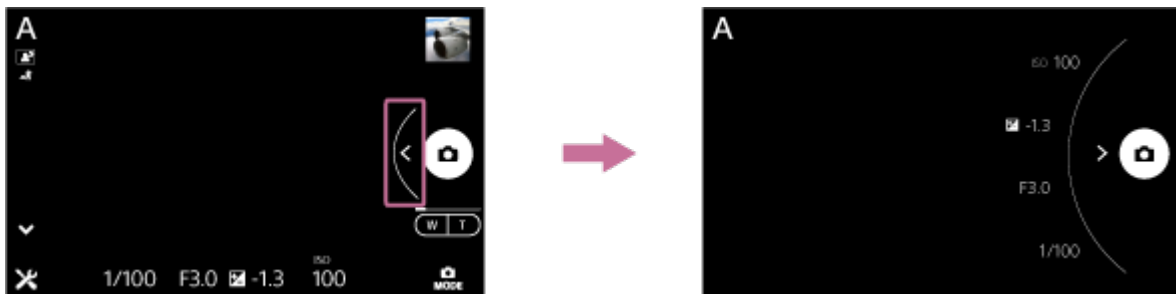 A
W T
1/100 F3.0 -1.3 ISO 100
MODE
A
ISO 100
-1.3
F3.0
1/100